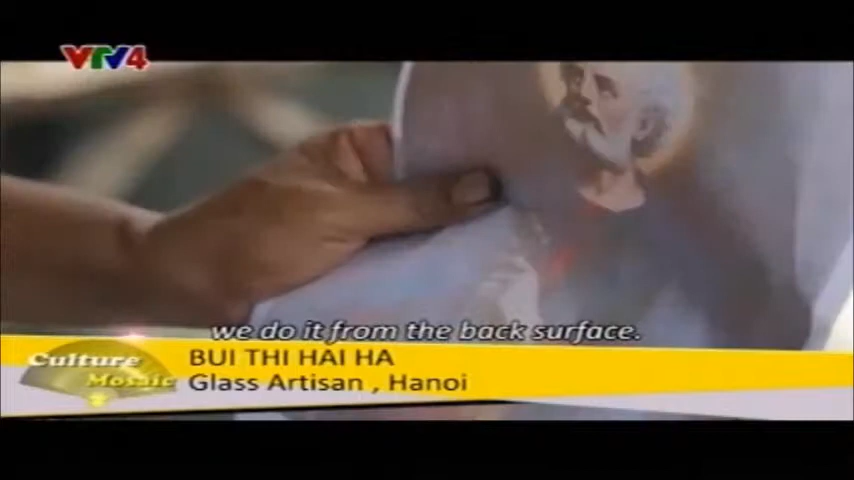 VTV4
we do it from the back surface.
Culture
Mosaic
BUI THI HAI HA
Glass Artisan , Hanoi